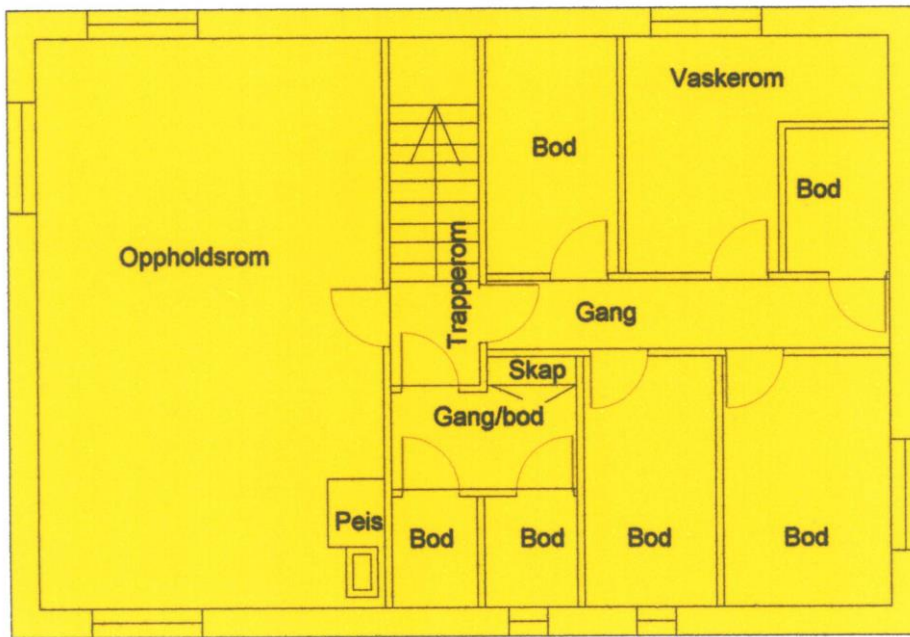 Vaskerom
Bod
Bod
Oppholdsrom
Trapperom
Gang
Skap
Gang/bod
Peis
Bod
Bod
Bod
Bod